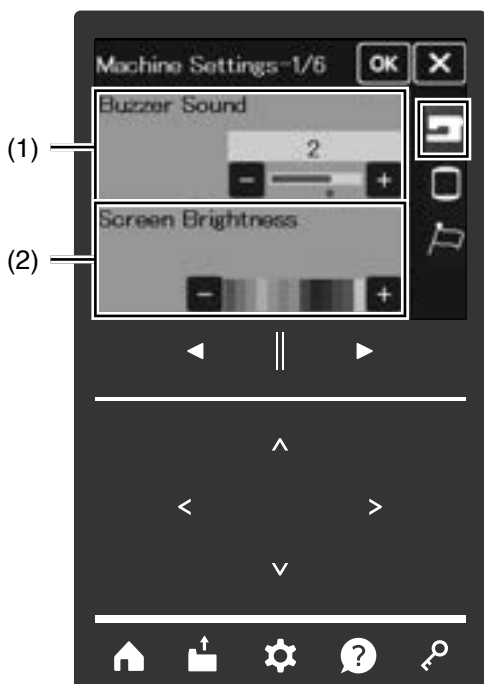 Machine Settings-1/6 OK X
Buzzer Sound
(1)
2
- +
Screen Brightness
(2)
- +
?